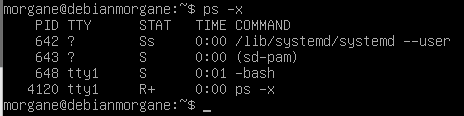 morgane@debianmorgane:~$ ps -x
    PID TTY      STAT   TIME COMMAND
    642 ?        Ss     0:00 /lib/systemd/systemd --user
    643 ?        S      0:00 (sd-pam)
    648 tty1     S      0:01 -bash
   4120 tty1     R+     0:00 ps -x
morgane@debianmorgane:~$ _